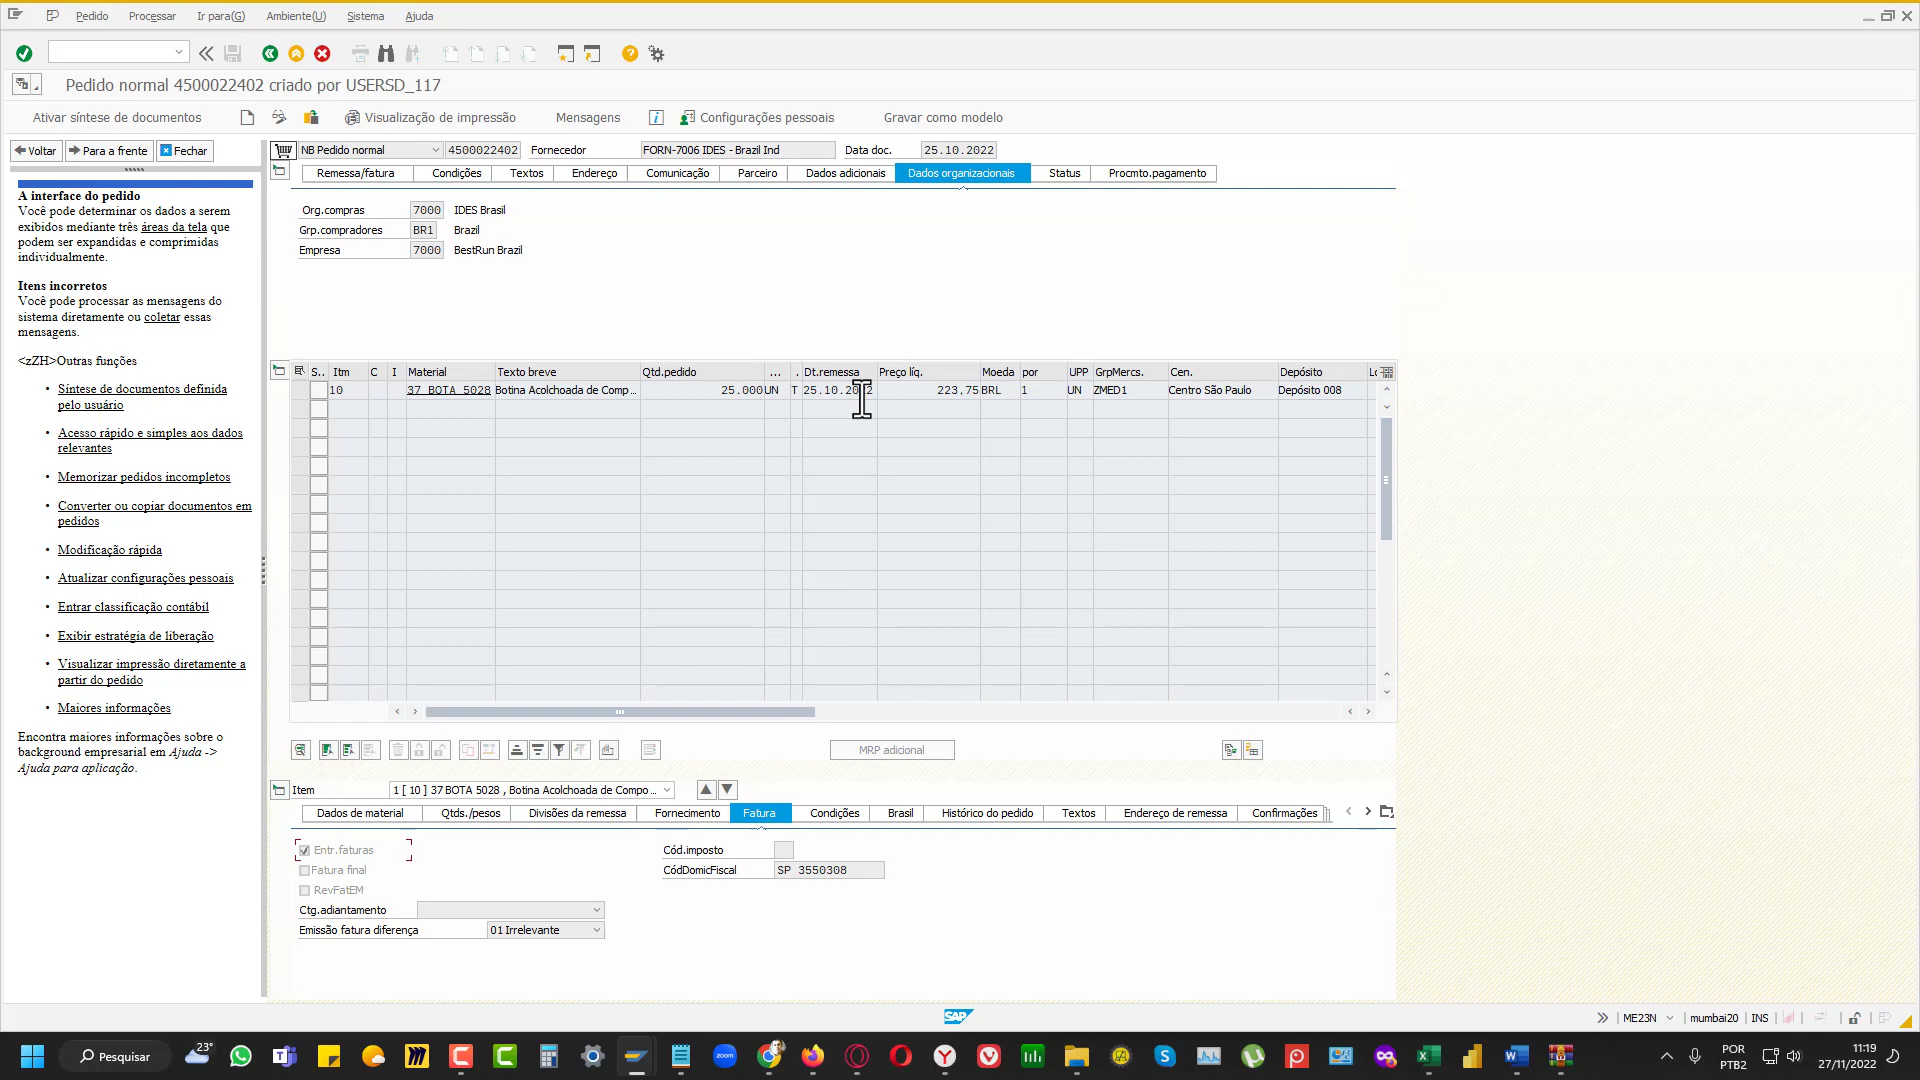 Pedido Processar Ir para(G) Ambiente(U) Sistema Ajuda
Pedido normal 4500022402 criado por USERSD_117
Ativar síntese de documentos Visualização de impressão Mensagens Configurações pessoais Gravar como modelo
Voltar Para a frente Fechar
A interface do pedido
Você pode determinar os dados a serem
exibidos mediante três áreas da tela que
podem ser expandidas e comprimidas
individualmente.
Itens incorretos
Você pode processar as mensagens do
sistema diretamente ou coletar essas
mensagens.
<zZH>Outras funções
• Síntese de documentos definida
pelo usuário
• Acesso rápido e simples aos dados
relevantes
• Memorizar pedidos incompletos
• Converter ou copiar documentos em
pedidos
• Modificação rápida
• Atualizar configurações pessoais
• Entrar classificação contábil
• Exibir estratégia de liberação
• Visualizar impressão diretamente a
partir do pedido
• Maiores informações
Encontra maiores informações sobre o
background empresarial em Ajuda ->
Ajuda para aplicação.
NB Pedido normal 4500022402 Fornecedor FORN-7006 IDES - Brazil Ind Data doc. 25.10.2022
Remessa/fatura Condições Textos Endereço Comunicação Parceiro Dados adicionais Dados organizacionais Status Procmto.pagamento
Org.compras 7000 IDES Brasil
Grp.compradores BR1 Brazil
Empresa 7000 BestRun Brazil
S.. Itm C I Material Texto breve Qtd.pedido ... . Dt.remessa Preço líq. Moeda por UPP GrpMercs. Cen. Depósito
10 37 BOTA 5028 Botina Acolchoada de Comp... 25.000 UN T 25.10.2022 223,75 BRL 1 UN ZMED1 Centro São Paulo Depósito 008
MRP adicional
Item 1 [ 10 ] 37 BOTA 5028 , Botina Acolchoada de Compo...
Dados de material Qtds./pesos Divisões da remessa Fornecimento Fatura Condições Brasil Histórico do pedido Textos Endereço de remessa Confirmações
Entr.faturas Cód.imposto
Fatura final CódDomicFiscal SP 3550308
RevFatEM
Ctg.adiantamento
Emissão fatura diferença 01 Irrelevante
SAP ME23N mumbai20 INS
23°
Pesquisar
zoom
POR
PTB2
11:19
27/11/2022